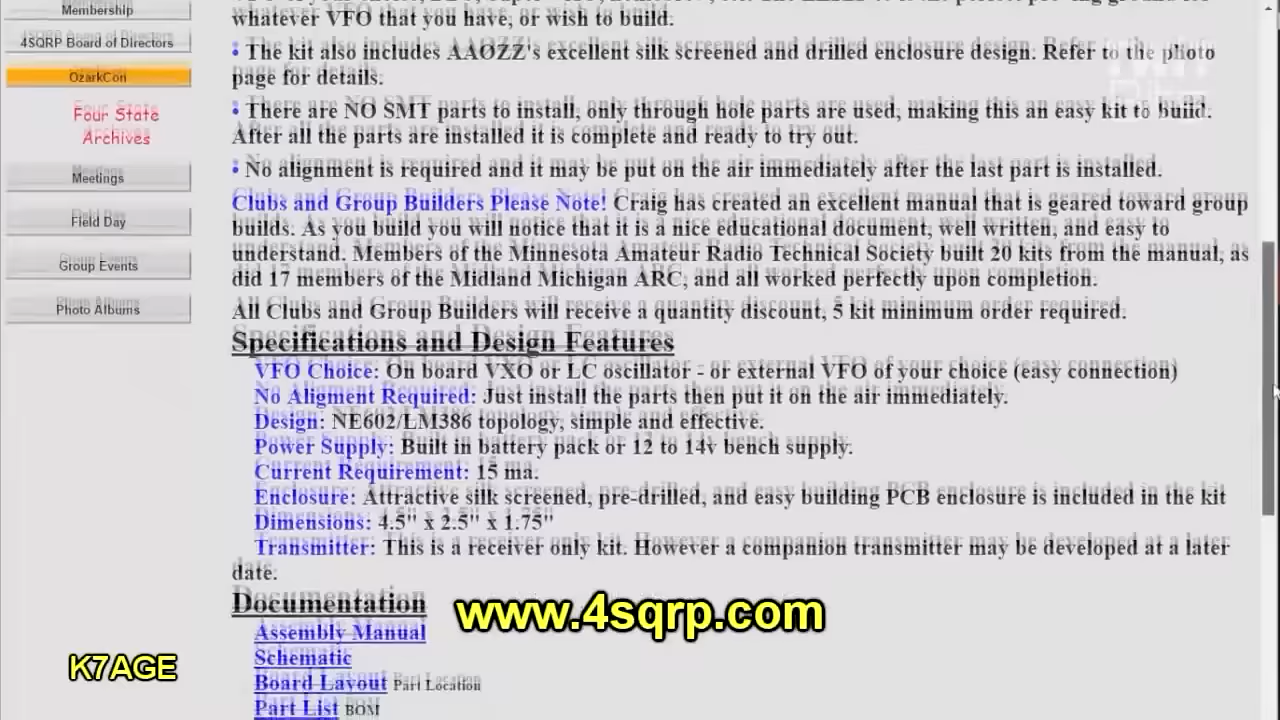 Membership
4SQRP Board of Directors
OzarkCon
Four State
Archives
Meetings
Field Day
Group Events
Photo Albums
whatever VFO that you have, or wish to build.
• The kit also includes AAØZZ's excellent silk screened and drilled enclosure design. Refer to the photo
page for details.
• There are NO SMT parts to install, only through hole parts are used, making this an easy kit to build.
After all the parts are installed it is complete and ready to try out.
• No alignment is required and it may be put on the air immediately after the last part is installed.
Clubs and Group Builders Please Note! Craig has created an excellent manual that is geared toward group
builds. As you build you will notice that it is a nice educational document, well written, and easy to
understand. Members of the Minnesota Amateur Radio Technical Society built 20 kits from the manual, as
did 17 members of the Midland Michigan ARC, and all worked perfectly upon completion.
All Clubs and Group Builders will receive a quantity discount, 5 kit minimum order required.
Specifications and Design Features
VFO Choice: On board VXO or LC oscillator - or external VFO of your choice (easy connection)
No Aligment Required: Just install the parts then put it on the air immediately.
Design: NE602/LM386 topology, simple and effective.
Power Supply: Built in battery pack or 12 to 14v bench supply.
Current Requirement: 15 ma.
Enclosure: Attractive silk screened, pre-drilled, and easy building PCB enclosure is included in the kit
Dimensions: 4.5" x 2.5" x 1.75"
Transmitter: This is a receiver only kit. However a companion transmitter may be developed at a later
date.
Documentation
www.4sqrp.com
Assembly Manual
Schematic
Board Layout Part Location
Part List BOM
K7AGE